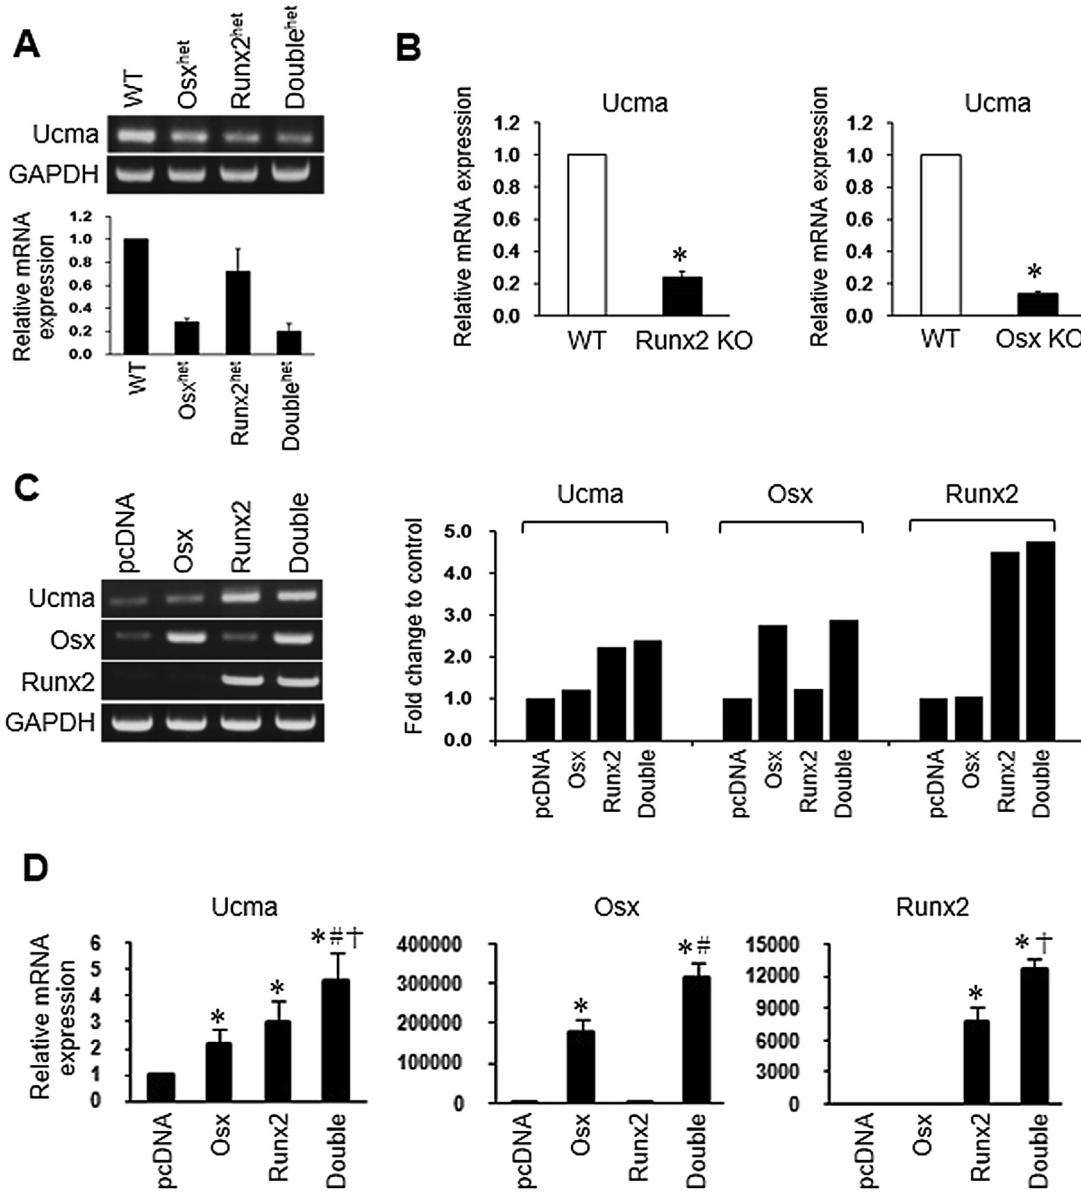 A
WT
Osxhet
Runx2het
Doublehet
Ucma
GAPDH
Relative mRNA
expression
1.2
1.0
0.8
0.6
0.4
0.2
0.0
WT
Osxhet
Runx2het
Doublehet
B
Ucma
Relative mRNA expression
1.2
1.0
0.8
0.6
0.4
0.2
0.0
*
WT
Runx2 KO
Ucma
Relative mRNA expression
1.2
1.0
0.8
0.6
0.4
0.2
0.0
*
WT
Osx KO
C
pcDNA
Osx
Runx2
Double
Ucma
Osx
Runx2
GAPDH
Ucma
Osx
Runx2
Fold change to control
5.0
4.0
3.0
2.0
1.0
0.0
pcDNA
Osx
Runx2
Double
pcDNA
Osx
Runx2
Double
pcDNA
Osx
Runx2
Double
D
Ucma
Relative mRNA
expression
6
5
4
3
2
1
0
*
*
*#†
pcDNA
Osx
Runx2
Double
Osx
400000
300000
200000
100000
0
*
*#
pcDNA
Osx
Runx2
Double
Runx2
15000
12000
9000
6000
3000
0
*
*†
pcDNA
Osx
Runx2
Double